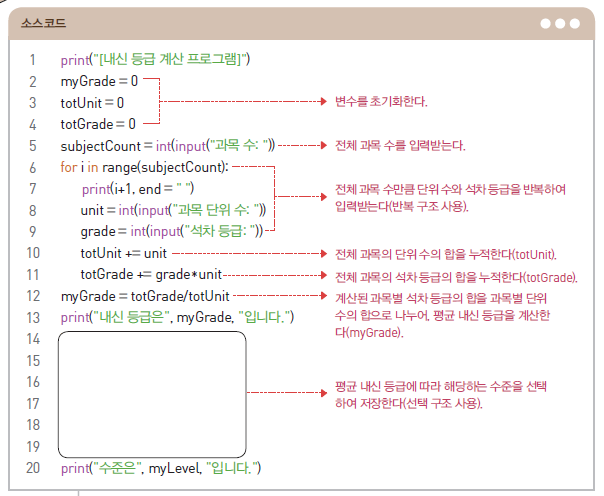 소스코드
1 print("[내신 등급 계산 프로그램]")
2 myGrade = 0
3 totUnit = 0
변수를 초기화한다.
4 totGrade = 0
5 subjectCount = int(input("과목 수: "))
전체 과목 수를 입력받는다.
6 for i in range(subjectCount):
7 print(i+1, end = " ")
전체 과목 수만큼 단위 수와 석차 등급을 반복하여
입력받는다(반복 구조 사용).
8 unit = int(input("과목 단위 수: "))
9 grade = int(input("석차 등급: "))
10 totUnit += unit
전체 과목의 단위 수의 합을 누적한다(totUnit).
11 totGrade += grade*unit
전체 과목의 석차 등급의 합을 누적한다(totGrade).
12 myGrade = totGrade/totUnit
계산된 과목별 석차 등급의 합을 과목별 단위
수의 합으로 나누어, 평균 내신 등급을 계산한
다(myGrade).
13 print("내신 등급은", myGrade, "입니다.")
14
15
16
평균 내신 등급에 따라 해당하는 수준을 선택
하여 저장한다(선택 구조 사용).
17
18
19
20 print("수준은", myLevel, "입니다.")